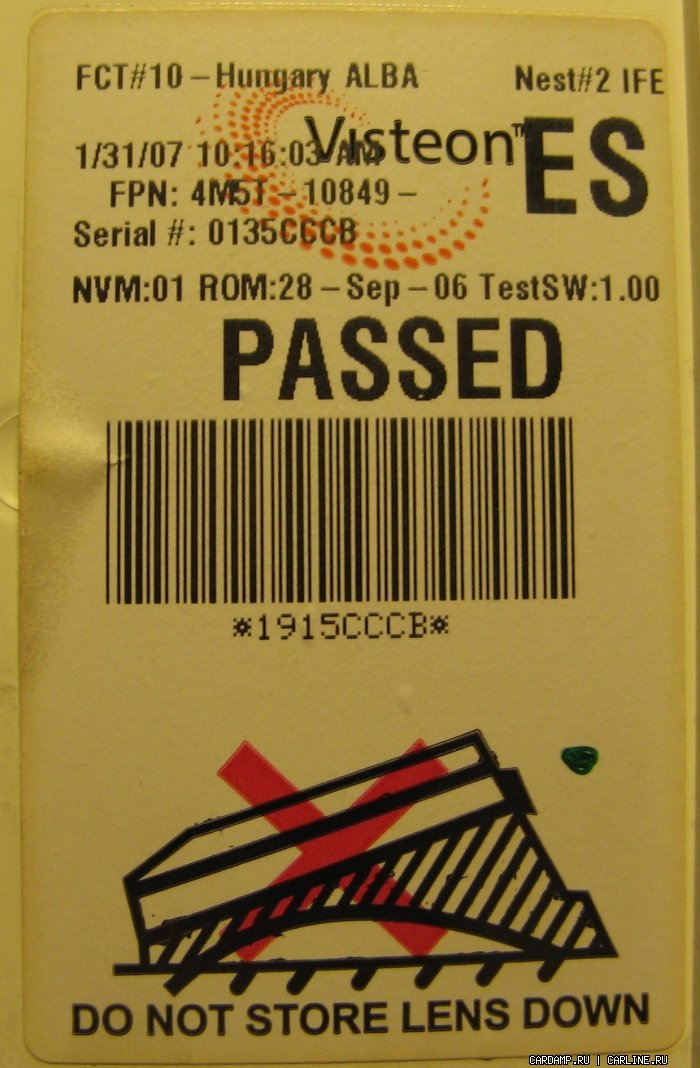 FCT#10 – Hungary ALBA Nest#2 IFE
Visteon™ ES
1/31/07 10:16:03 AM
FPN: 4M5T – 10849 –
Serial #: 0135CCCB
NVM:01 ROM:28 – Sep – 06 TestSW:1.00
PASSED
*1915CCCB*
DO NOT STORE LENS DOWN
CARDAMP.RU | CARLINE.RU